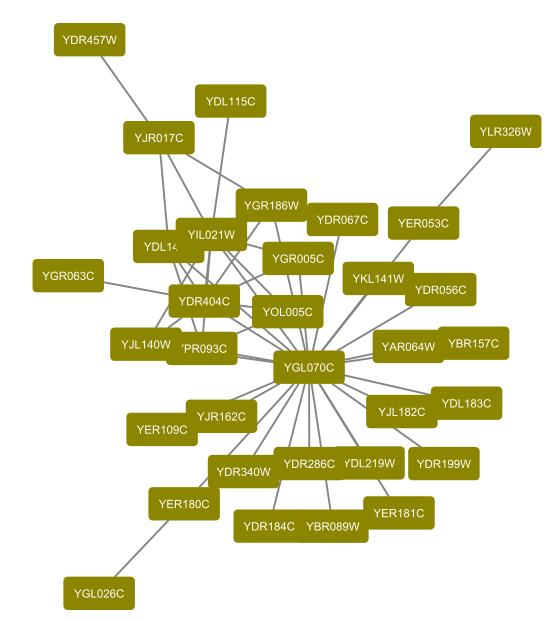 YDR457W
YDL115C
YJR017C
YLR326W
YGR186W
YDR067C
YER053C
YIL021W
YDL14
YGR005C
YGR063C
YKL141W
YDR056C
YDR404C
YOL005C
YJL140W
YPR093C
YAR064W
YBR157C
YGL070C
YDL183C
YJL182C
YJR162C
YER109C
YDR286C
YDL219W
YDR199W
YDR340W
YER180C
YER181C
YDR184C
YBR089W
YGL026C